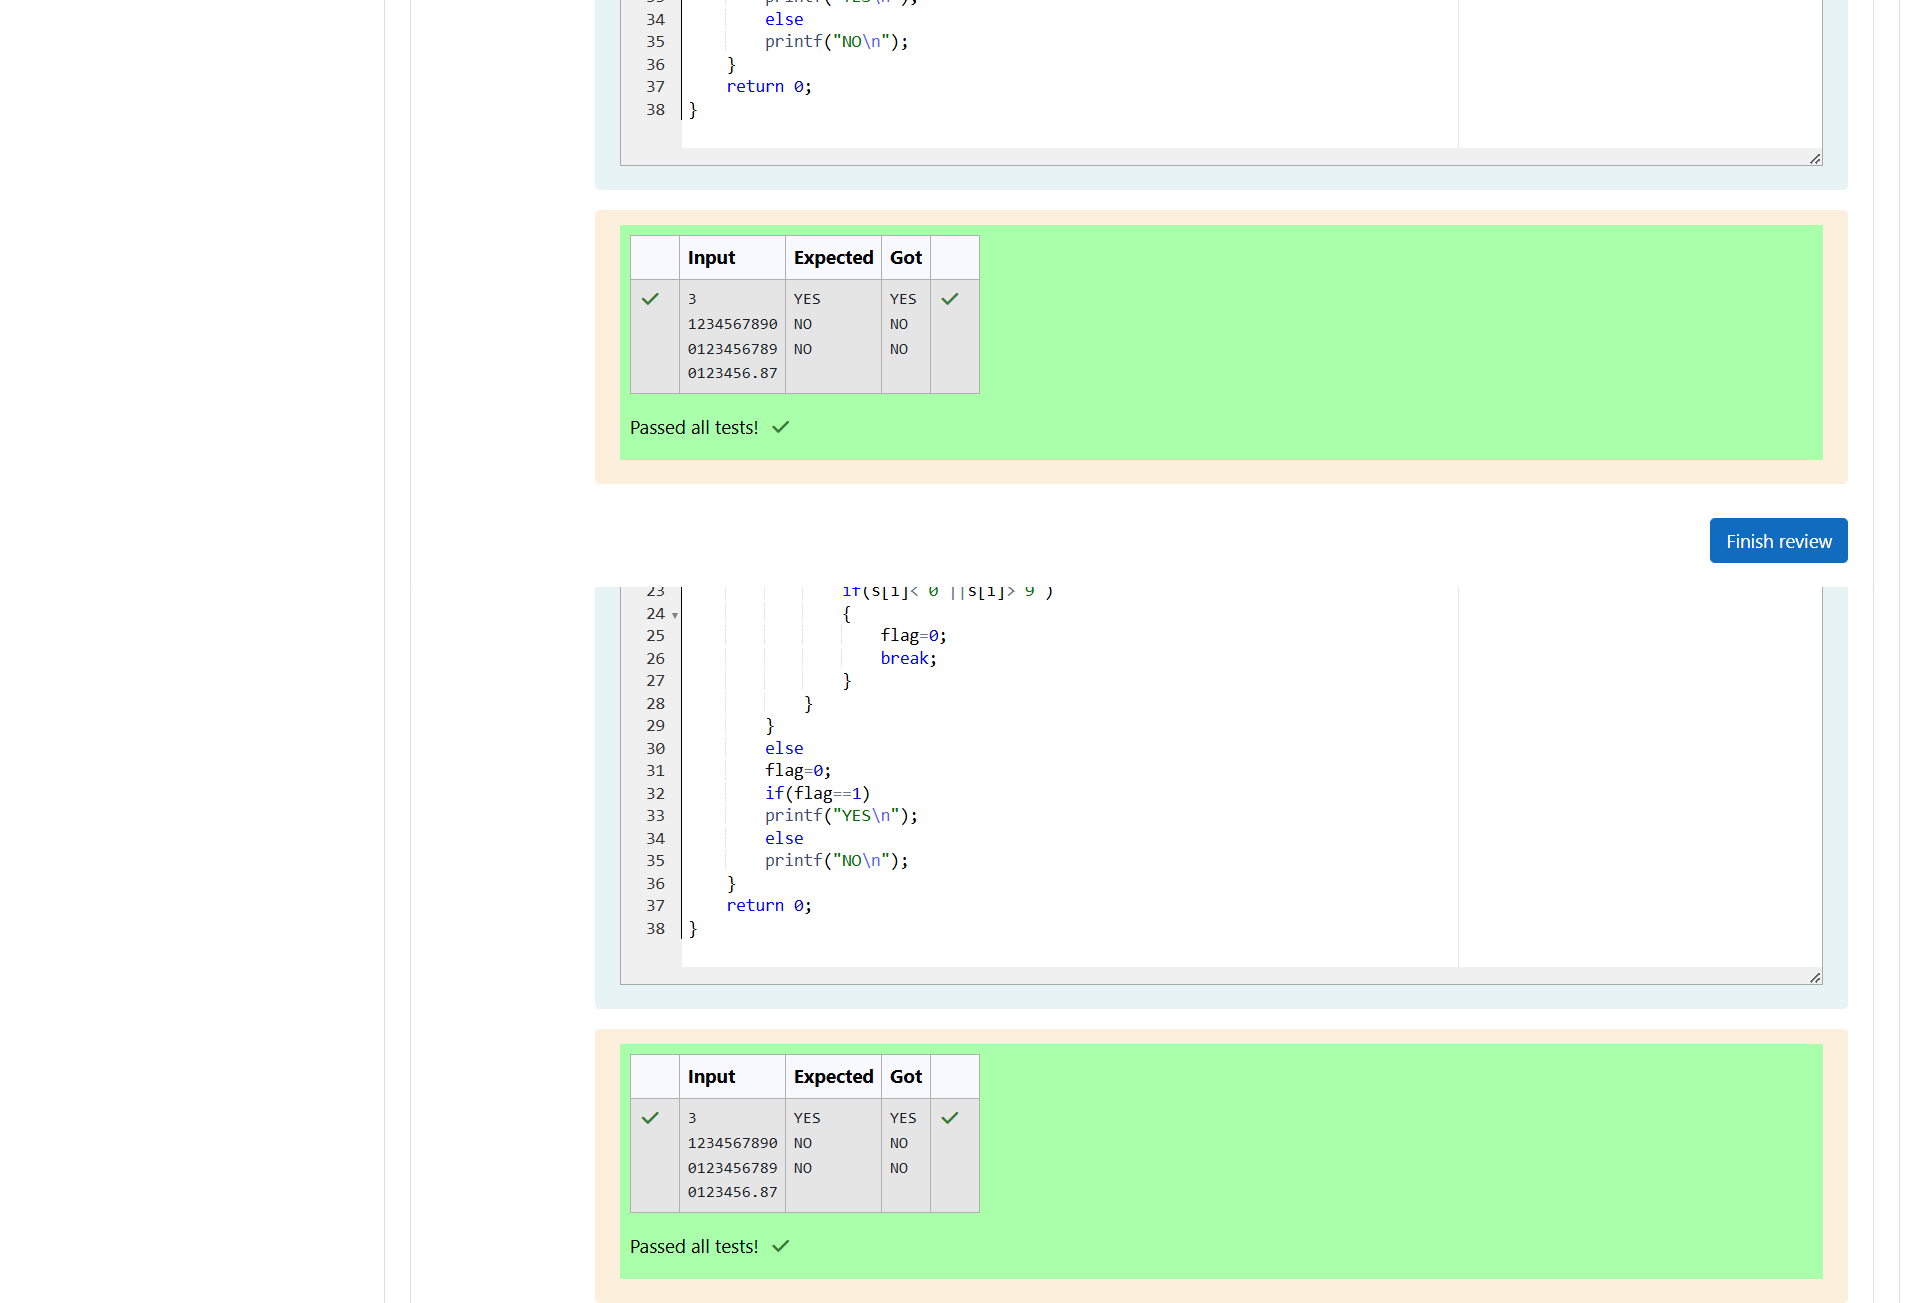 34 else
35 printf("NO\n");
36 }
37 return 0;
38 }
Input Expected Got
3 YES YES
1234567890 NO NO
0123456789 NO NO
0123456.87
Passed all tests!
Finish review
23 if(s[i]< 0 ||s[i]> 9 )
24 {
25 flag=0;
26 break;
27 }
28 }
29 }
30 else
31 flag=0;
32 if(flag==1)
33 printf("YES\n");
34 else
35 printf("NO\n");
36 }
37 return 0;
38 }
Input Expected Got
3 YES YES
1234567890 NO NO
0123456789 NO NO
0123456.87
Passed all tests!